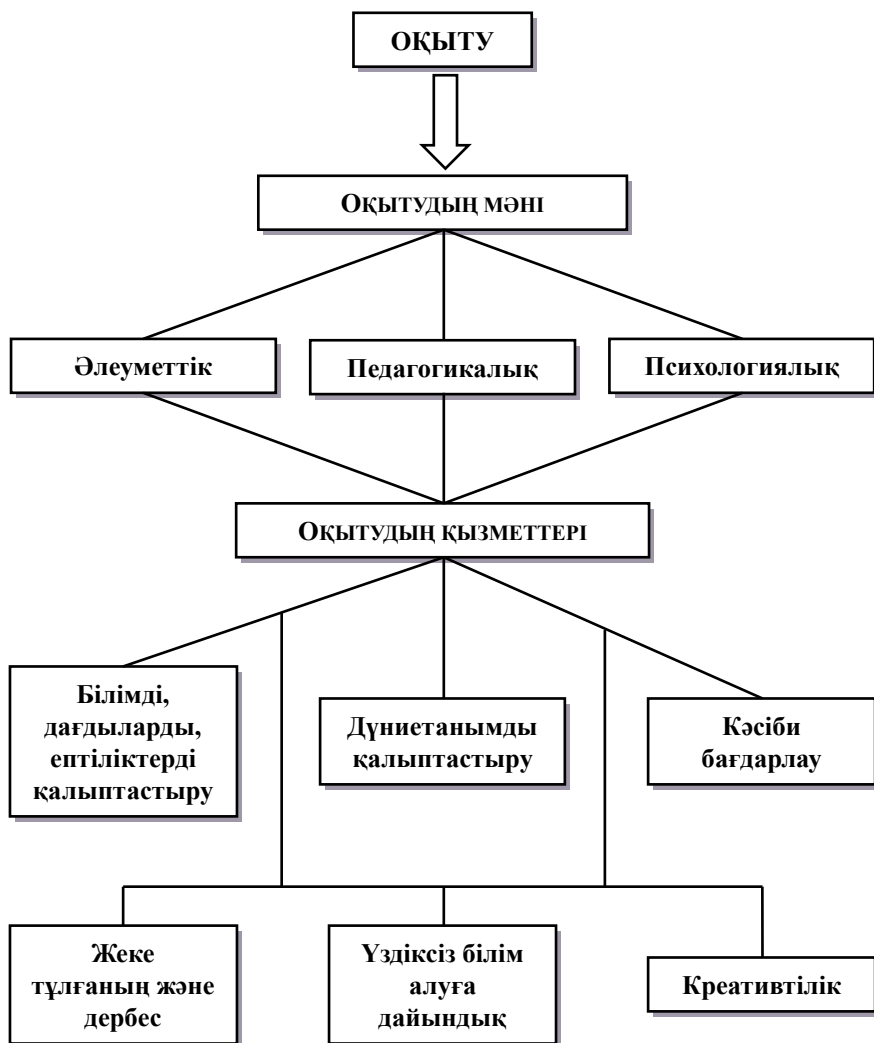 ОҚЫТУ
ОҚЫТУДЫҢ МӘНІ
Әлеуметтік
Педагогикалық
Психологиялық
ОҚЫТУДЫҢ ҚЫЗМЕТТЕРІ
Білімді,
дағдыларды,
ептіліктерді
қалыптастыру
Дүниетанымды
қалыптастыру
Кәсіби
бағдарлау
Жеке
тұлғаның және
дербес
Үздіксіз білім
алуға
дайындық
Креативтілік